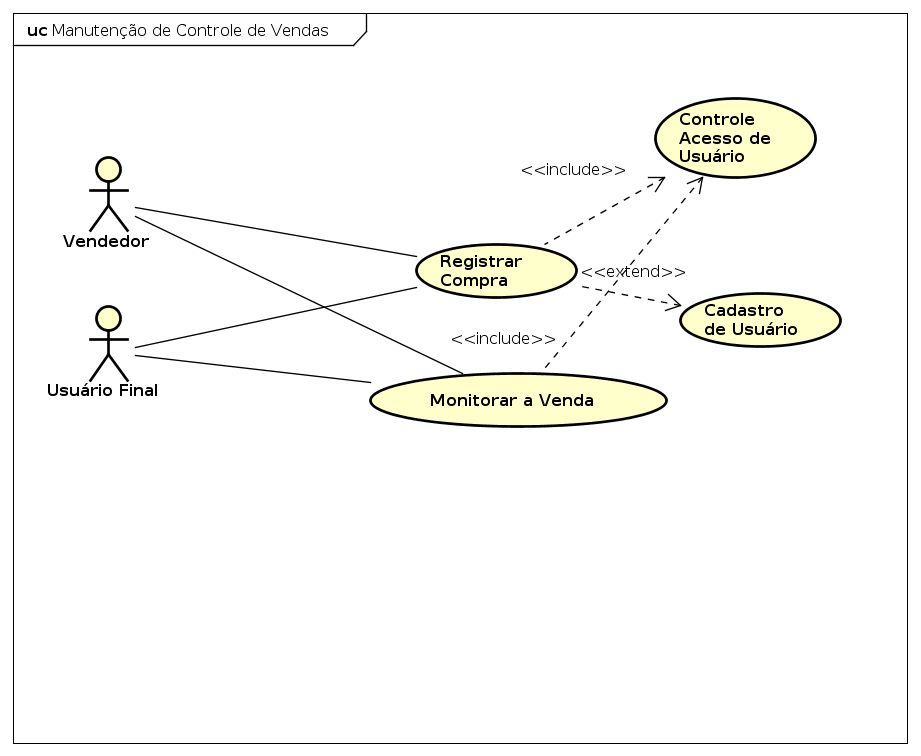 uc Manutenção de Controle de Vendas
Controle
Acesso de
Usuário
<<include>>
Vendedor
Registrar
Compra
<<extend>>
Cadastro
de Usuário
<<include>>
Usuário Final
Monitorar a Venda